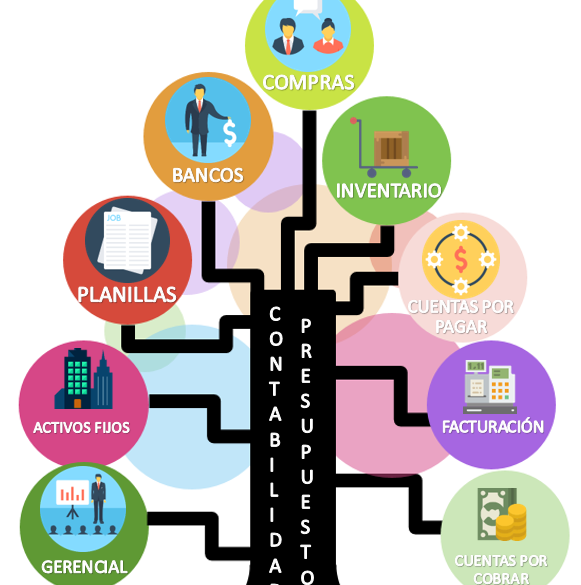 COMPRAS
BANCOS
INVENTARIO
JOB
PLANILLAS
CUENTAS POR
PAGAR
CONTABILIDAD
PRESUPUESTO
ACTIVOS FIJOS
FACTURACIÓN
GERENCIAL
CUENTAS POR
COBRAR